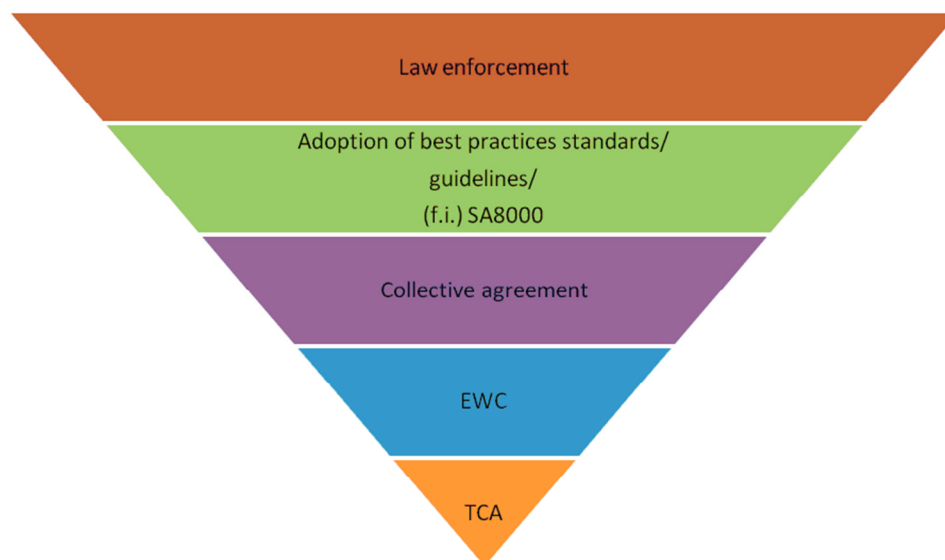 Law enforcement
Adoption of best practices standards/
guidelines/
(f.i.) SA8000
Collective agreement
EWC
TCA